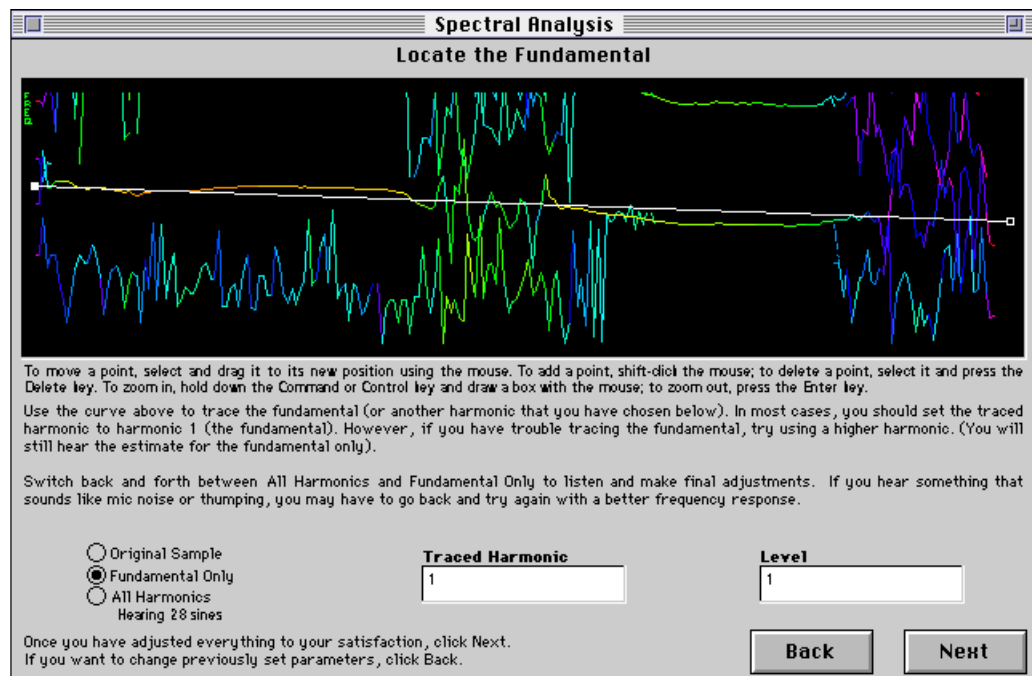 Spectral Analysis
Locate the Fundamental
To move a point, select and drag it to its new position using the mouse. To add a point, shift-click the mouse; to delete a point, select it and press the
Delete key. To zoom in, hold down the Command or Control key and draw a box with the mouse; to zoom out, press the Enter key.
Use the curve above to trace the fundamental (or another harmonic that you have chosen below). In most cases, you should set the traced
harmonic to harmonic 1 (the fundamental). However, if you have trouble tracing the fundamental, try using a higher harmonic. (You will
still hear the estimate for the fundamental only).
Switch back and forth between All Harmonics and Fundamental Only to listen and make final adjustments. If you hear something that
sounds like mic noise or thumping, you may have to go back and try again with a better frequency response.
Original Sample
Fundamental Only
All Harmonics
Hearing 28 sines
Traced Harmonic
1
Level
1
Once you have adjusted everything to your satisfaction, click Next.
If you want to change previously set parameters, click Back.
Back
Next